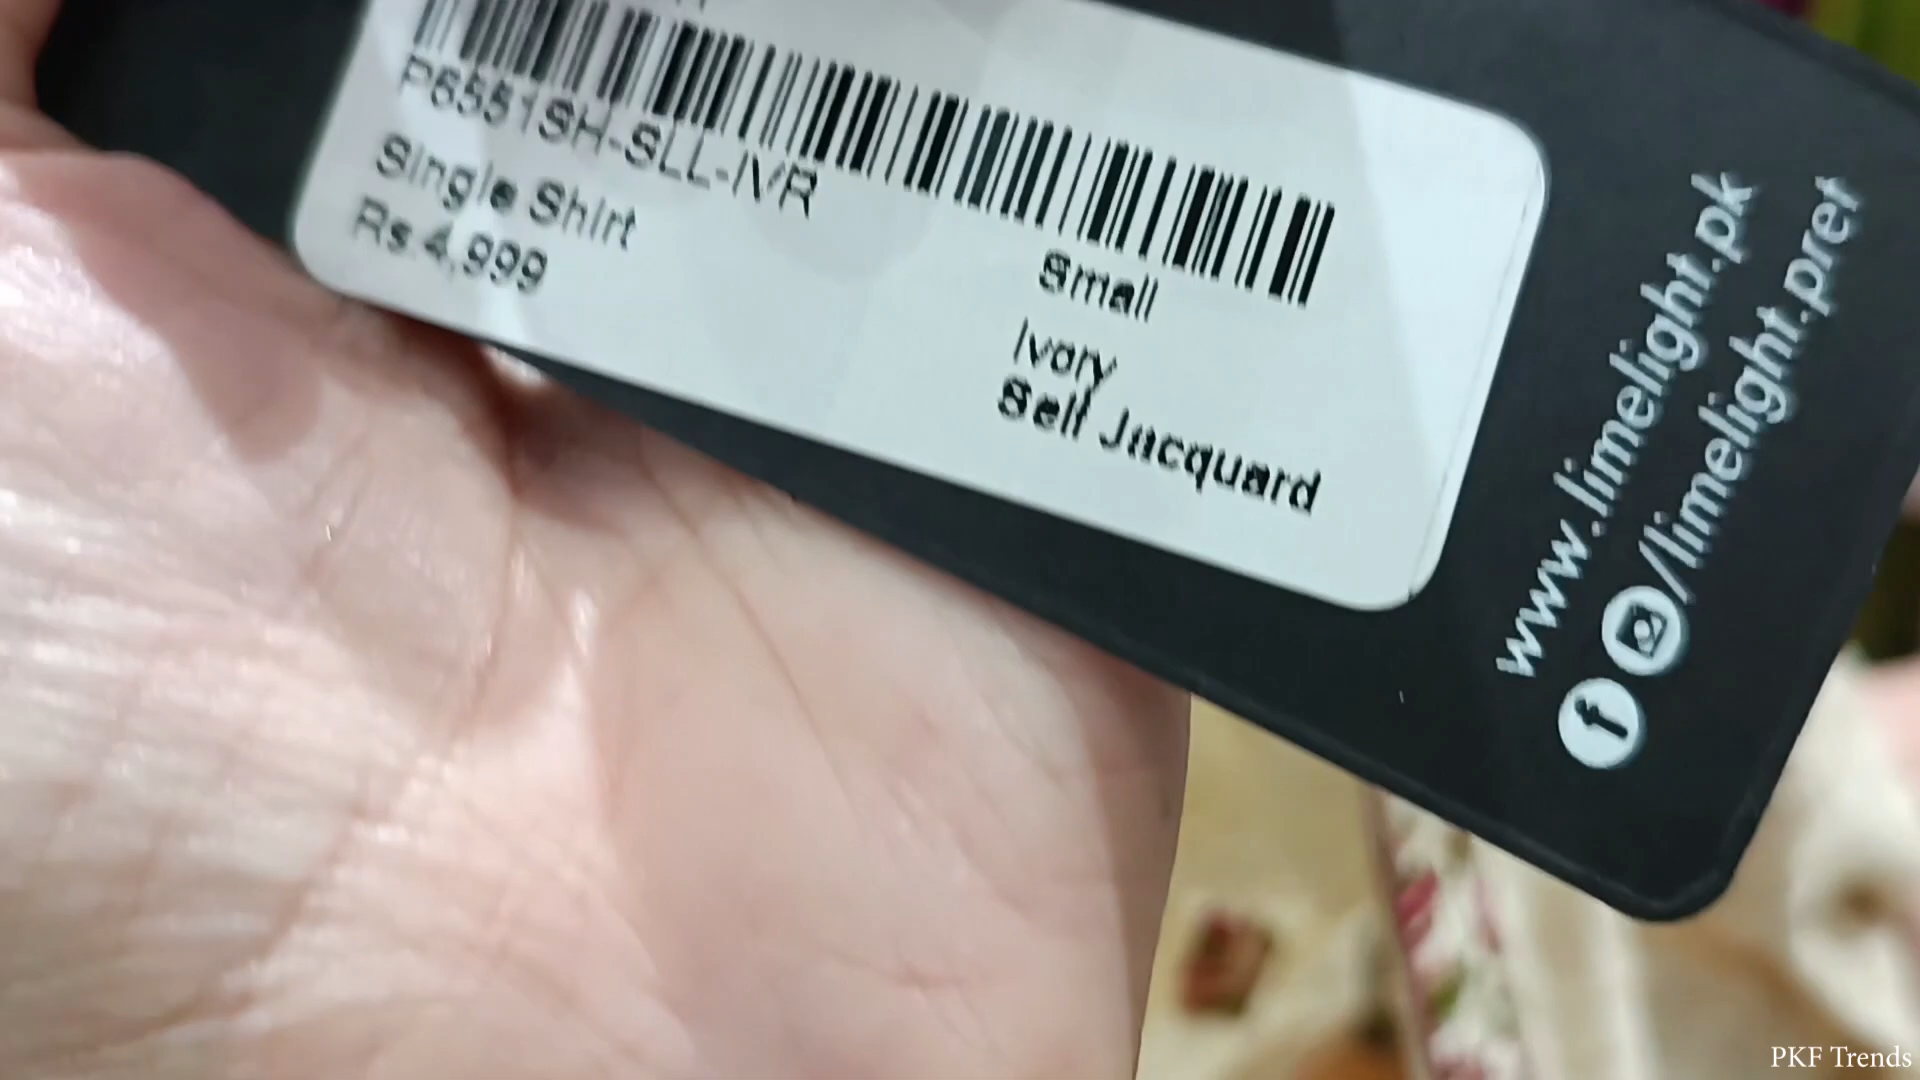 P6551SH-SLL-IVR
Single Shirt
Rs.4,999
Small
Ivory
Self Jacquard
www.limelight.pk
/limelight.pret
PKF Trends